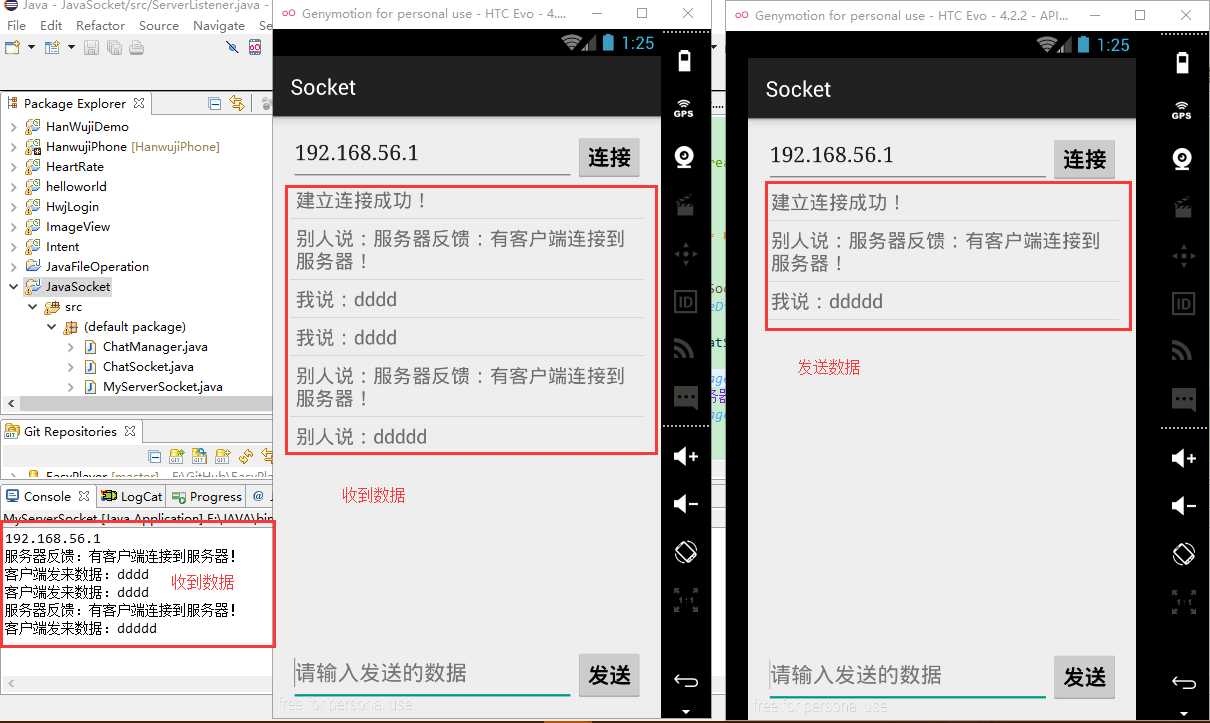 Java - JavaSocket/src/ServerListener.java -
File Edit Refactor Source Navigate Se
Package Explorer
HanWujiDemo
HanwujiPhone [HanwujiPhone]
HeartRate
helloworld
HwjLogin
ImageView
Intent
JavaFileOperation
JavaSocket
src
(default package)
ChatManager.java
ChatSocket.java
MyServerSocket.java
Git Repositories
EasyPlayer [master] - E:\GitHub\EasyPla
Console LogCat Progress @ J
MyServerSocket [Java Application] E:\JAVA\bin
192.168.56.1
服务器反馈：有客户端连接到服务器！
客户端发来数据：dddd
客户端发来数据：dddd
服务器反馈：有客户端连接到服务器！
客户端发来数据：ddddd
收到数据
Genymotion for personal use - HTC Evo - 4....
1:25
Socket
192.168.56.1
连接
建立连接成功！
别人说：服务器反馈：有客户端连接到
服务器！
我说：dddd
我说：dddd
别人说：服务器反馈：有客户端连接到
服务器！
别人说：ddddd
收到数据
请输入发送的数据
发送
free for personal use
GPS
ID
1:1
Genymotion for personal use - HTC Evo - 4.2.2 - API...
1:25
Socket
192.168.56.1
连接
建立连接成功！
别人说：服务器反馈：有客户端连接到
服务器！
我说：ddddd
发送数据
请输入发送的数据
发送
free for personal use
GPS
ID
1:1